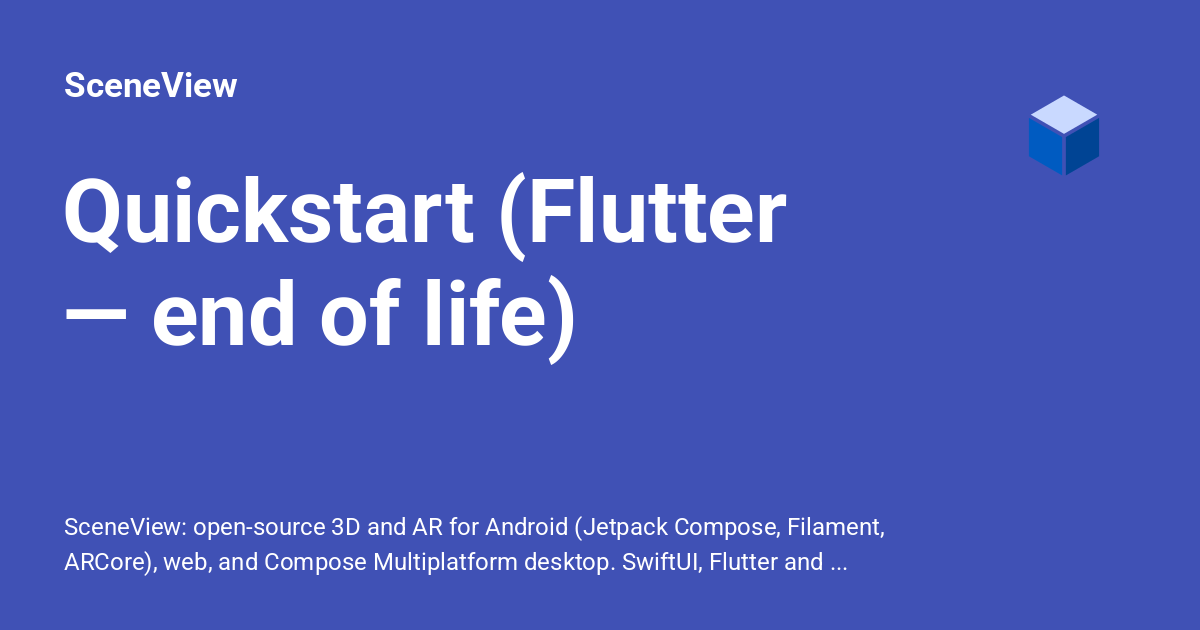 SceneView
Quickstart (Flutter
— end of life)
SceneView: open-source 3D and AR for Android (Jetpack Compose, Filament,
ARCore), web, and Compose Multiplatform desktop. SwiftUI, Flutter and ...